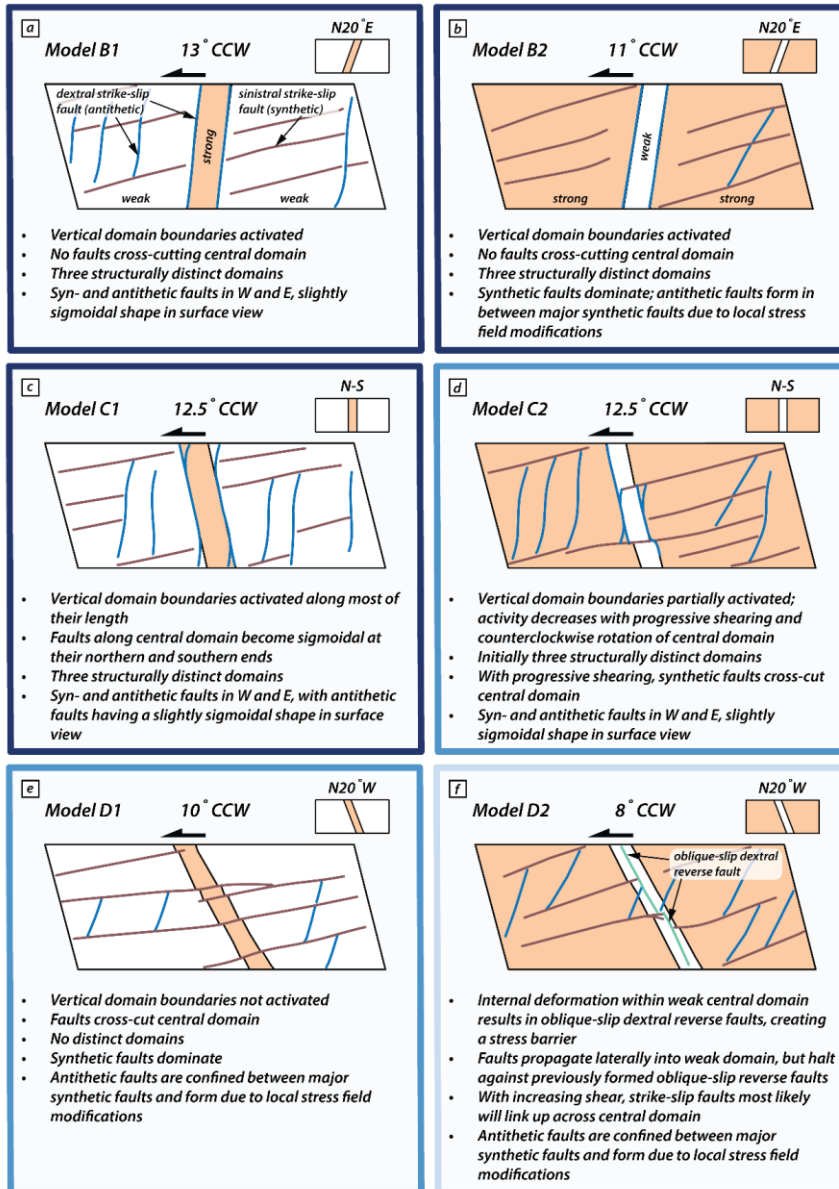 a
Model B1 13° CCW
N20°E
dextral strike-slip
fault (antithetic)
sinistral strike-slip
fault (synthetic)
strong
weak
weak
• Vertical domain boundaries activated
• No faults cross-cutting central domain
• Three structurally distinct domains
• Syn- and antithetic faults in W and E, slightly
sigmoidal shape in surface view
b
Model B2 11° CCW
N20°E
weak
strong
strong
• Vertical domain boundaries activated
• No faults cross-cutting central domain
• Three structurally distinct domains
• Synthetic faults dominate; antithetic faults form in
between major synthetic faults due to local stress
field modifications
c
Model C1 12.5° CCW
N-S
• Vertical domain boundaries activated along most of
their length
• Faults along central domain become sigmoidal at
their northern and southern ends
• Three structurally distinct domains
• Syn- and antithetic faults in W and E, with antithetic
faults having a slightly sigmoidal shape in surface
view
d
Model C2 12.5° CCW
N-S
• Vertical domain boundaries partially activated;
activity decreases with progressive shearing and
counterclockwise rotation of central domain
• Initially three structurally distinct domains
• With progressive shearing, synthetic faults cross-cut
central domain
• Syn- and antithetic faults in W and E, slightly
sigmoidal shape in surface view
e
Model D1 10° CCW
N20°W
• Vertical domain boundaries not activated
• Faults cross-cut central domain
• No distinct domains
• Synthetic faults dominate
• Antithetic faults are confined between major
synthetic faults and form due to local stress field
modifications
f
Model D2 8° CCW
N20°W
oblique-slip dextral
reverse fault
• Internal deformation within weak central domain
results in oblique-slip dextral reverse faults, creating
a stress barrier
• Faults propagate laterally into weak domain, but halt
against previously formed oblique-slip reverse faults
• With increasing shear, strike-slip faults most likely
will link up across central domain
• Antithetic faults are confined between major
synthetic faults and form due to local stress field
modifications